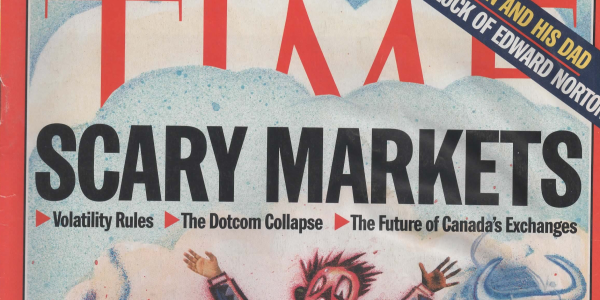 TIME
AND HIS DAD
OF EDWARD NORTON
SCARY MARKETS
Volatility Rules
The Dotcom Collapse
The Future of Canada's Exchanges